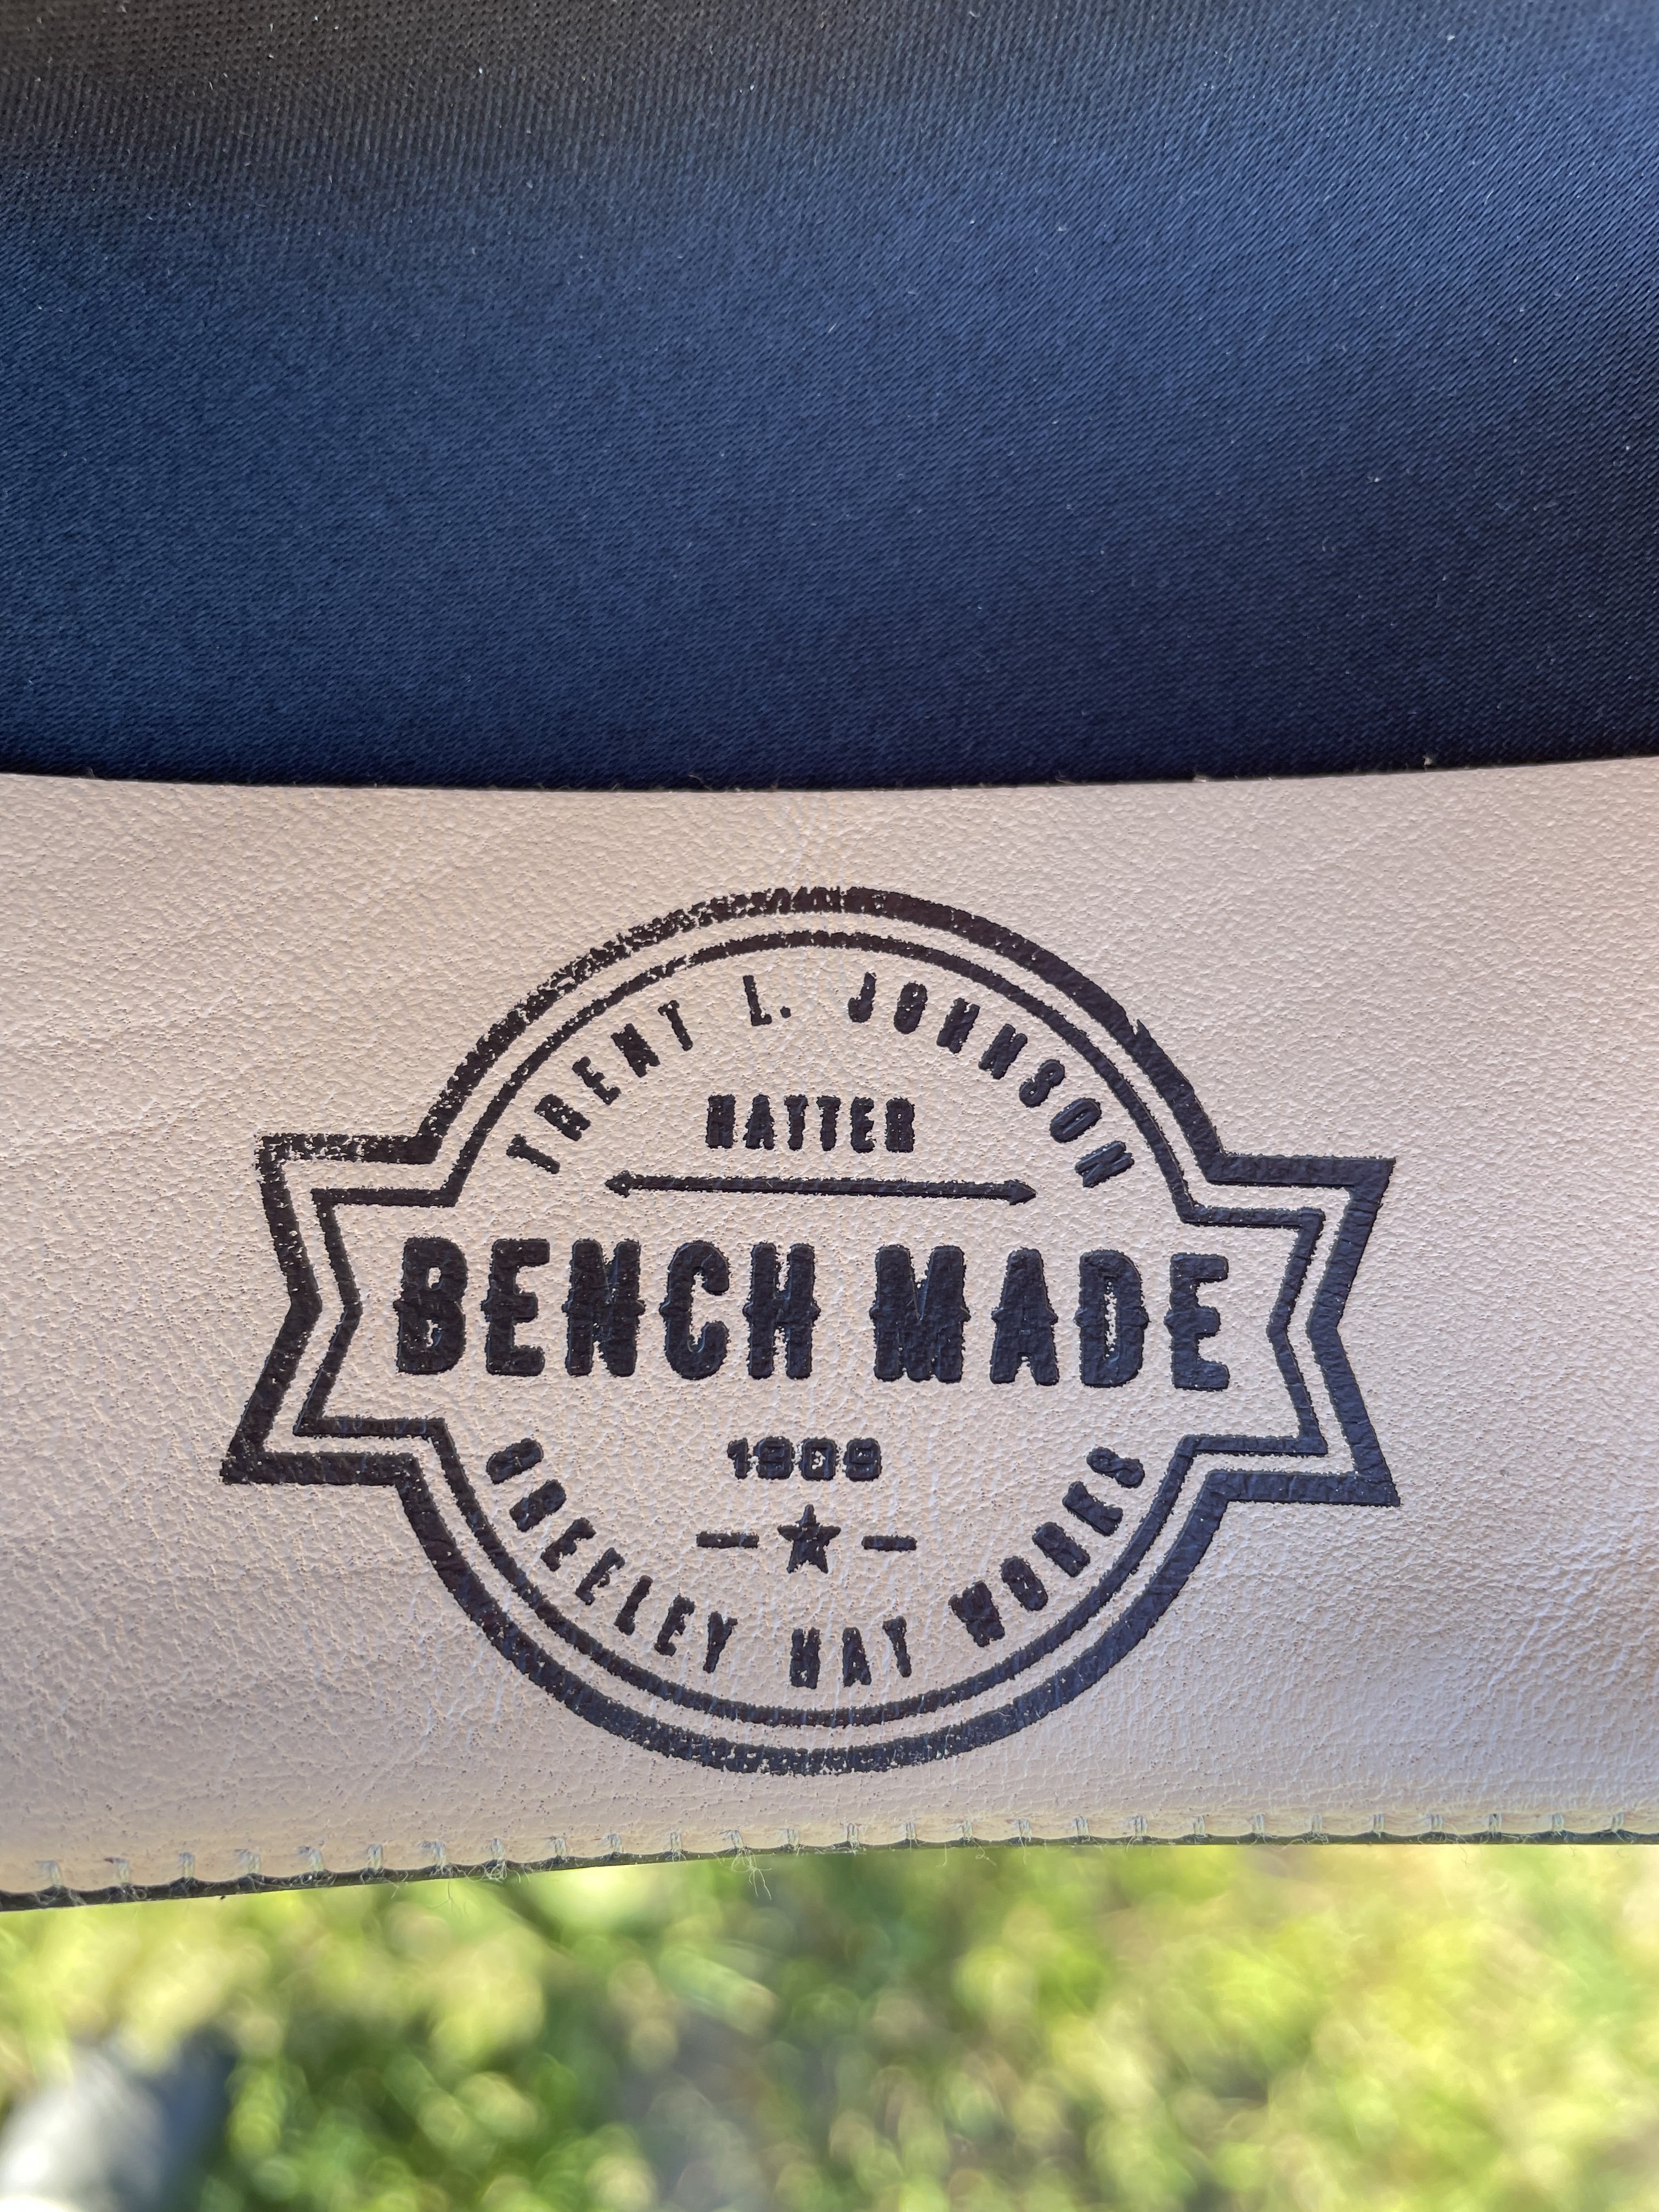 TRENT L. JOHNSON
HATTER
BENCH MADE
1909
GREELEY HAT WORKS